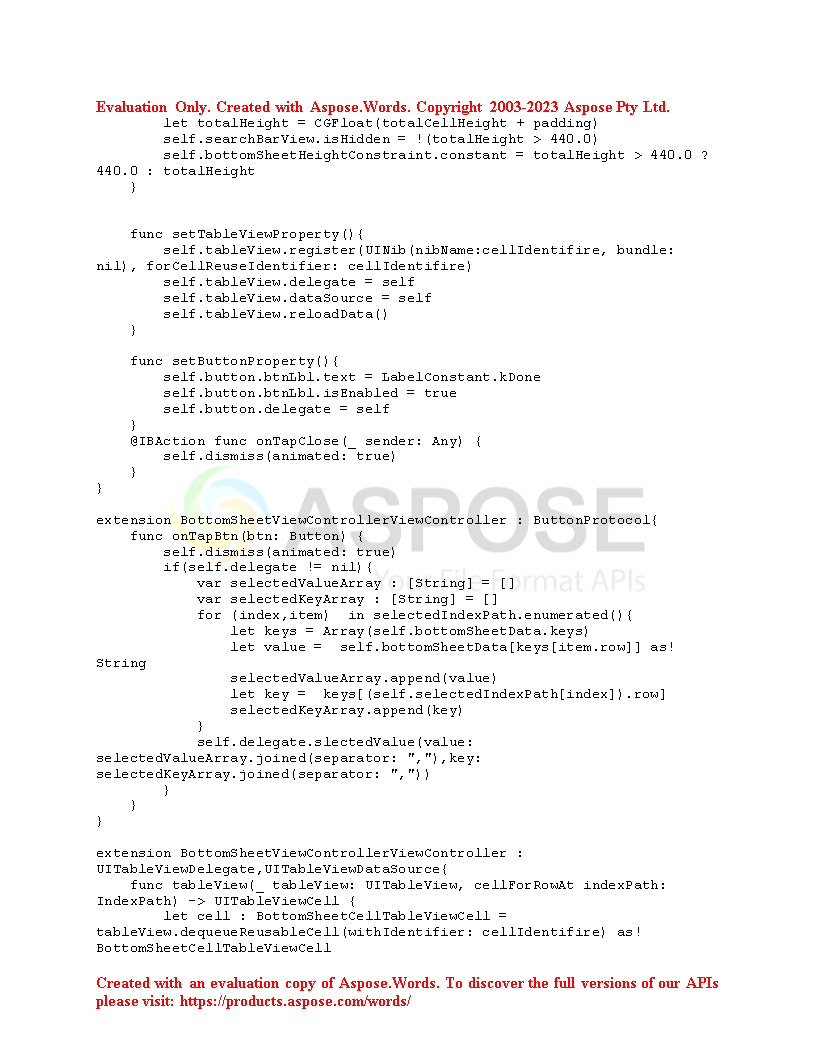 Evaluation Only. Created with Aspose.Words. Copyright 2003-2023 Aspose Pty Ltd.
        let totalHeight = CGFloat(totalCellHeight + padding)
        self.searchBarView.isHidden = !(totalHeight > 440.0)
        self.bottomSheetHeightConstraint.constant = totalHeight > 440.0 ?
440.0 : totalHeight
    }
    func setTableViewProperty(){
        self.tableView.register(UINib(nibName:cellIdentifire, bundle:
nil), forCellReuseIdentifier: cellIdentifire)
        self.tableView.delegate = self
        self.tableView.dataSource = self
        self.tableView.reloadData()
    }
    func setButtonProperty(){
        self.button.btnLbl.text = LabelConstant.kDone
        self.button.btnLbl.isEnabled = true
        self.button.delegate = self
    }
    @IBAction func onTapClose(_ sender: Any) {
        self.dismiss(animated: true)
    }
}
ASPOSE
extension BottomSheetViewControllerViewController : ButtonProtocol{
    func onTapBtn(btn: Button) {
        self.dismiss(animated: true)
        if(self.delegate != nil){
Your File Format APIs
            var selectedValueArray : [String] = []
            var selectedKeyArray : [String] = []
            for (index,item)  in selectedIndexPath.enumerated(){
                let keys = Array(self.bottomSheetData.keys)
                let value =  self.bottomSheetData[keys[item.row]] as!
String
                selectedValueArray.append(value)
                let key =  keys[(self.selectedIndexPath[index]).row]
                selectedKeyArray.append(key)
            }
            self.delegate.slectedValue(value:
selectedValueArray.joined(separator: ","),key:
selectedKeyArray.joined(separator: ","))
        }
    }
}
extension BottomSheetViewControllerViewController :
UITableViewDelegate,UITableViewDataSource{
    func tableView(_ tableView: UITableView, cellForRowAt indexPath:
IndexPath) -> UITableViewCell {
        let cell : BottomSheetCellTableViewCell =
tableView.dequeueReusableCell(withIdentifier: cellIdentifire) as!
BottomSheetCellTableViewCell
Created with an evaluation copy of Aspose.Words. To discover the full versions of our APIs
please visit: https://products.aspose.com/words/